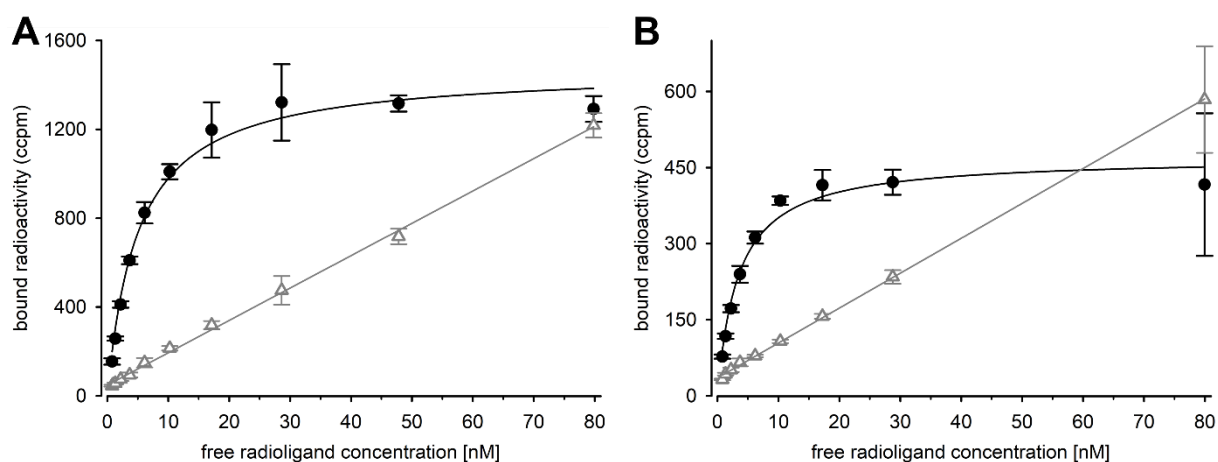 A
1600
1200
800
400
0
bound radioactivity (ccpm)
0 10 20 30 40 50 60 70 80
free radioligand concentration [nM]
B
600
450
300
150
0
bound radioactivity (ccpm)
0 10 20 30 40 50 60 70 80
free radioligand concentration [nM]